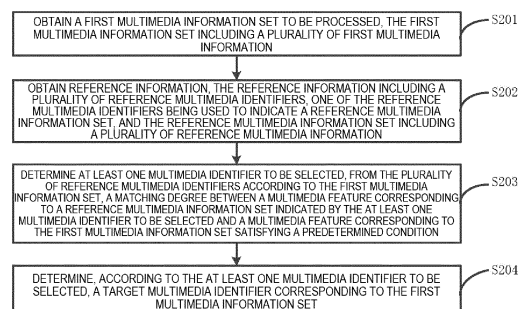 OBTAIN A FIRST MULTIMEDIA INFORMATION SET TO BE PROCESSED, THE FIRST
MULTIMEDIA INFORMATION SET INCLUDING A PLURALITY OF FIRST MULTIMEDIA
INFORMATION
S201
OBTAIN REFERENCE INFORMATION, THE REFERENCE INFORMATION INCLUDING A
PLURALITY OF REFERENCE MULTIMEDIA IDENTIFIERS, ONE OF THE REFERENCE
MULTIMEDIA IDENTIFIERS BEING USED TO INDICATE A REFERENCE MULTIMEDIA
INFORMATION SET, AND THE REFERENCE MULTIMEDIA INFORMATION SET INCLUDING
A PLURALITY OF REFERENCE MULTIMEDIA INFORMATION
S202
DETERMINE AT LEAST ONE MULTIMEDIA IDENTIFIER TO BE SELECTED, FROM THE PLURALITY
OF REFERENCE MULTIMEDIA IDENTIFIERS ACCORDING TO THE FIRST MULTIMEDIA
INFORMATION SET, A MATCHING DEGREE BETWEEN A MULTIMEDIA FEATURE CORRESPONDING
TO A REFERENCE MULTIMEDIA INFORMATION SET INDICATED BY THE AT LEAST ONE
MULTIMEDIA IDENTIFIER TO BE SELECTED AND A MULTIMEDIA FEATURE CORRESPONDING TO
THE FIRST MULTIMEDIA INFORMATION SET SATISFYING A PREDETERMINED CONDITION
S203
DETERMINE, ACCORDING TO THE AT LEAST ONE MULTIMEDIA IDENTIFIER TO BE
SELECTED, A TARGET MULTIMEDIA IDENTIFIER CORRESPONDING TO THE FIRST
MULTIMEDIA INFORMATION SET
S204